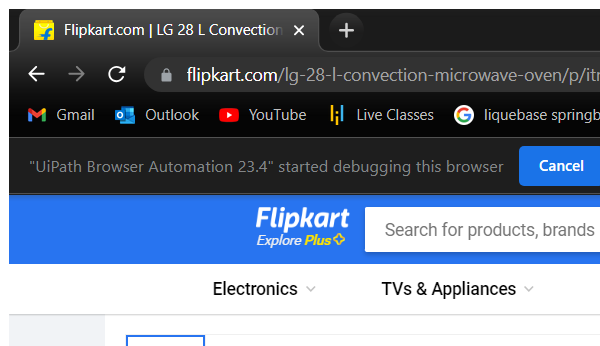 Flipkart.com | LG 28 L Convection
flipkart.com/lg-28-l-convection-microwave-oven/p/itr
Gmail Outlook YouTube Live Classes liquebase springb
"UiPath Browser Automation 23.4" started debugging this browser Cancel
Flipkart
Explore Plus
Search for products, brands
Electronics TVs & Appliances